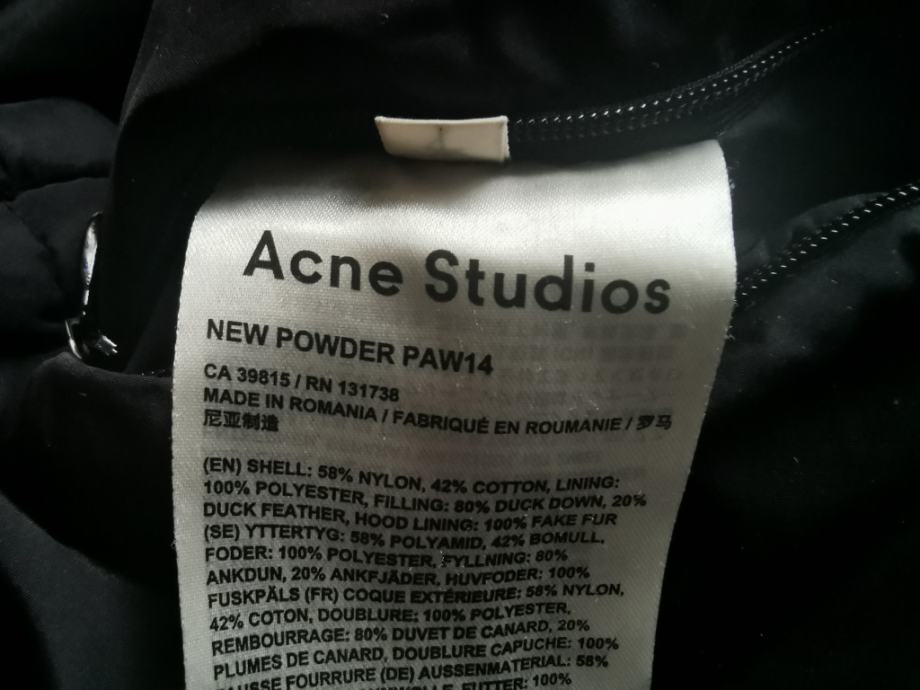 Acne Studios
NEW POWDER PAW14
CA 39815 / RN 131738
MADE IN ROMANIA / FABRIQUÉ EN ROUMANIE / 罗马
尼亚制造
(EN) SHELL: 58% NYLON, 42% COTTON, LINING:
100% POLYESTER, FILLING: 80% DUCK DOWN, 20%
DUCK FEATHER, HOOD LINING: 100% FAKE FUR
(SE) YTTERTYG: 58% POLYAMID, 42% BOMULL,
FODER: 100% POLYESTER, FYLLNING: 80%
ANKDUN, 20% ANKFJÄDER, HUVFODER: 100%
FUSKPÄLS (FR) COQUE EXTÉRIEURE: 58% NYLON,
42% COTON, DOUBLURE: 100% POLYESTER,
REMBOURRAGE: 80% DUVET DE CANARD, 20%
PLUMES DE CANARD, DOUBLURE CAPUCHE: 100%
FAUSSE FOURRURE (DE) AUSSENMATERIAL: 58%
FUTTER: 100%